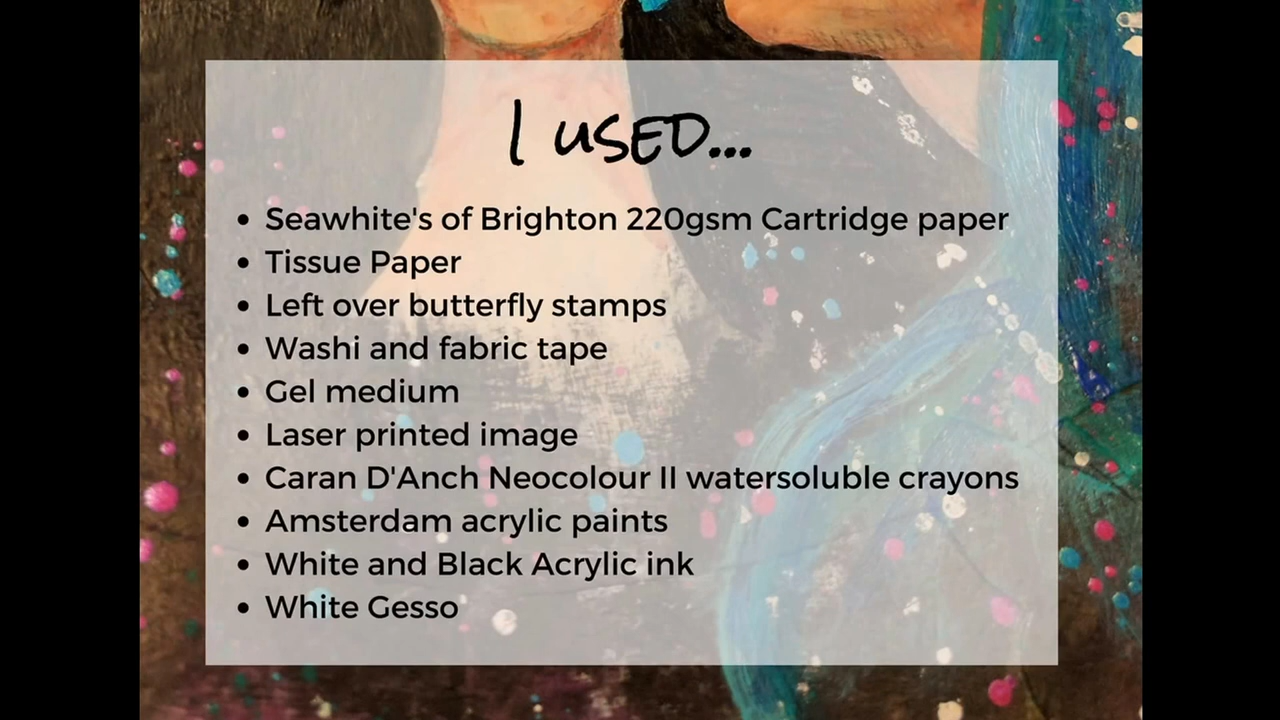 I USED...
• Seawhite's of Brighton 220gsm Cartridge paper
• Tissue Paper
• Left over butterfly stamps
• Washi and fabric tape
• Gel medium
• Laser printed image
• Caran D'Anch Neocolour II watersoluble crayons
• Amsterdam acrylic paints
• White and Black Acrylic ink
• White Gesso